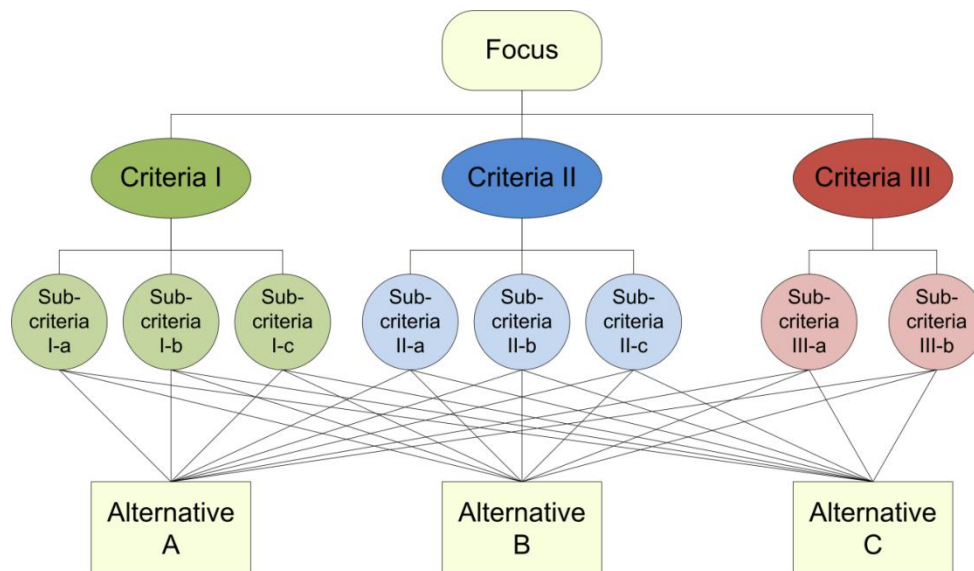 Focus
Criteria I
Criteria II
Criteria III
Sub-
criteria
I-a
Sub-
criteria
I-b
Sub-
criteria
I-c
Sub-
criteria
II-a
Sub-
criteria
II-b
Sub-
criteria
II-c
Sub-
criteria
III-a
Sub-
criteria
III-b
Alternative
A
Alternative
B
Alternative
C